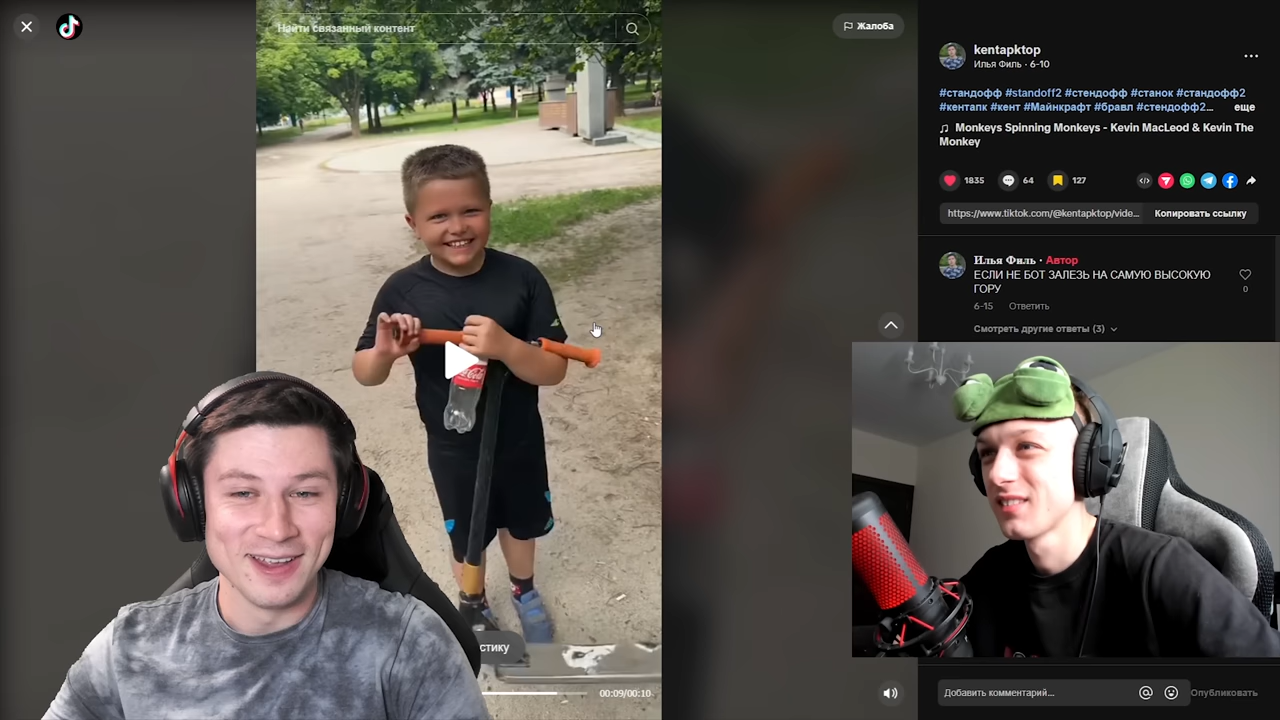 Найти связанный контент
Жалоба
kentapktop
Илья Филь · 6-10
#стандофф #standoff2 #стендофф #станок #стандофф2
#кентапк #кент #Майнкрафт #бравл #стендофф2... еще
Monkeys Spinning Monkeys - Kevin MacLeod & Kevin The
Monkey
1835 64 127
https://www.tiktok.com/@kentapktop/vide... Копировать ссылку
Илья Филь · Автор
ЕСЛИ НЕ БОТ ЗАЛЕЗЬ НА САМУЮ ВЫСОКУЮ
ГОРУ
0
6-15 Ответить
Смотреть другие ответы (3)
стику
00:09/00:10
Добавить комментарий... Опубликовать